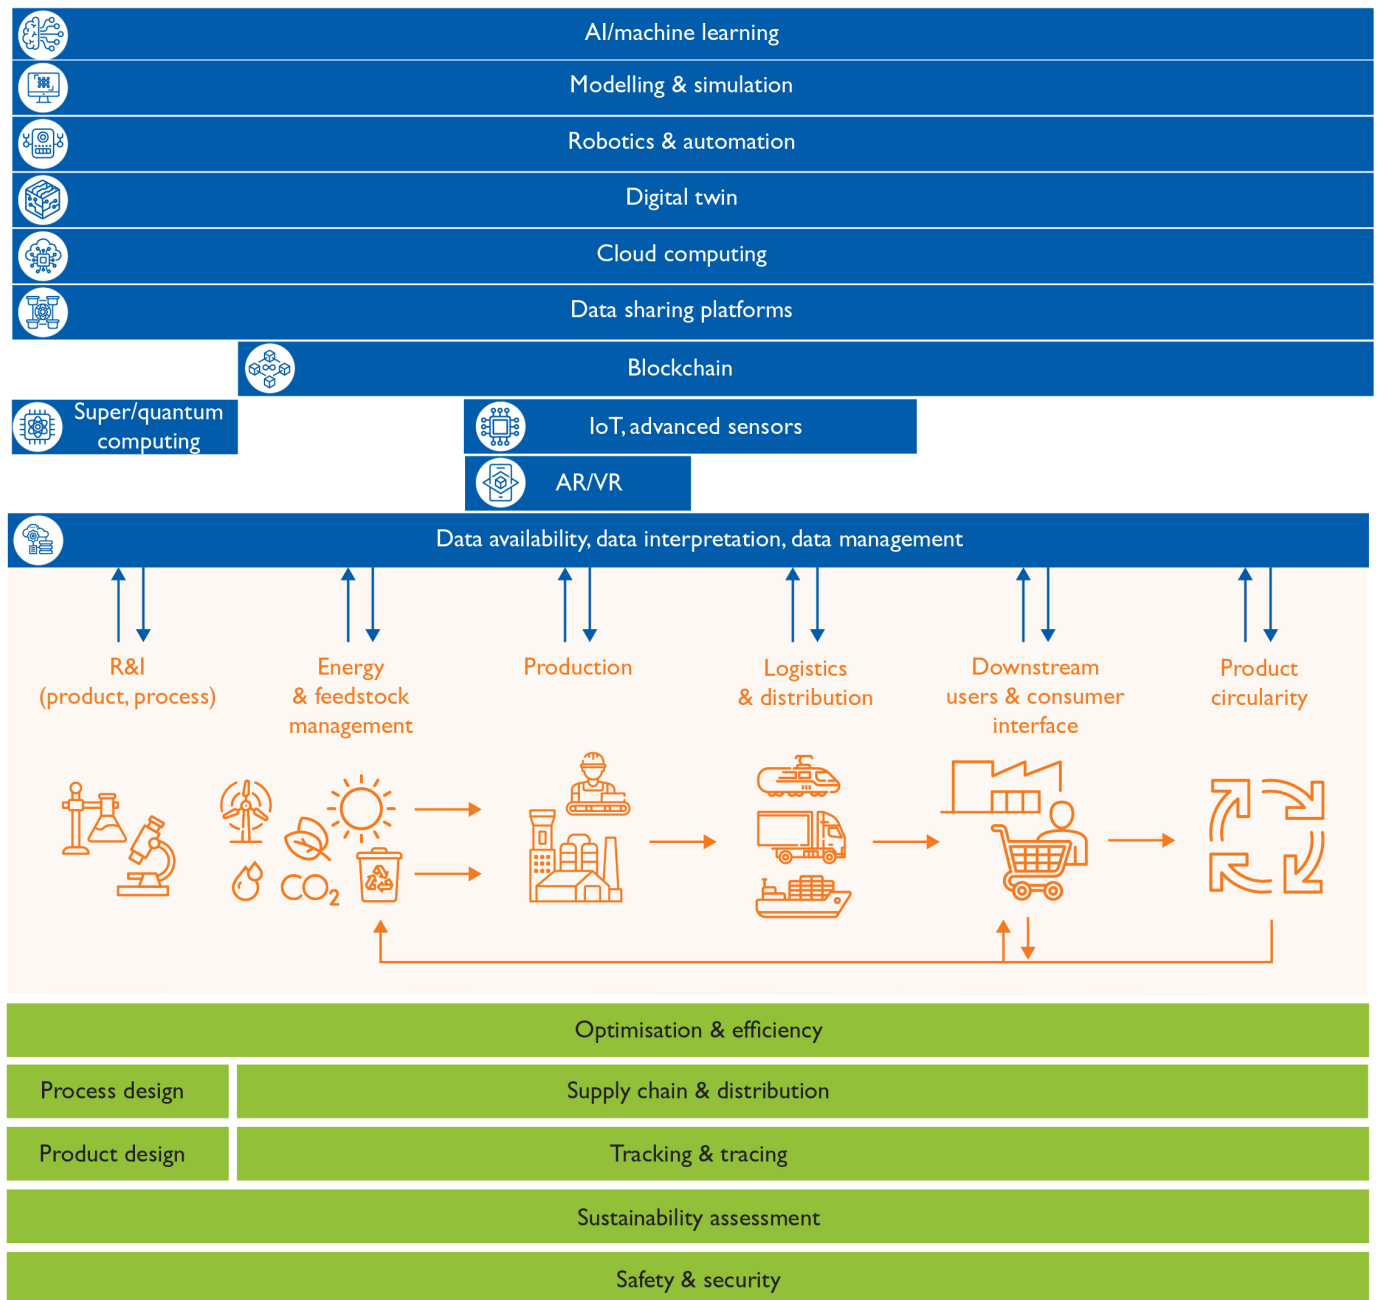 AI/machine learning
Modelling & simulation
Robotics & automation
Digital twin
Cloud computing
Data sharing platforms
Blockchain
Super/quantum
computing
IoT, advanced sensors
AR/VR
Data availability, data interpretation, data management
R&I
(product, process)
Energy
& feedstock
management
Production
Logistics
& distribution
Downstream
users & consumer
interface
Product
circularity
CO2
Optimisation & efficiency
Process design
Supply chain & distribution
Product design
Tracking & tracing
Sustainability assessment
Safety & security